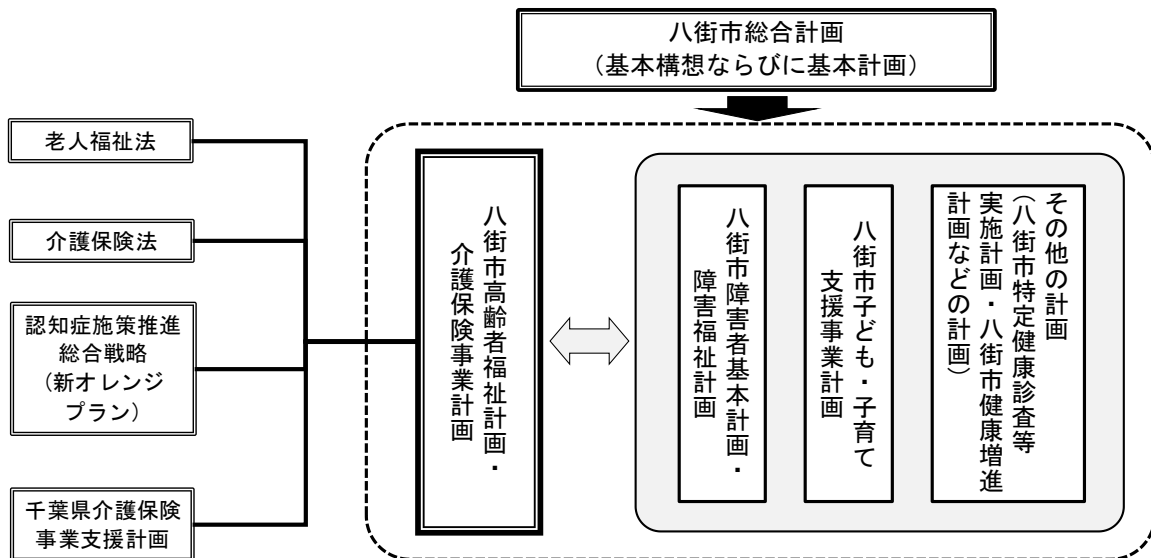 八街市総合計画
（基本構想ならびに基本計画）
老人福祉法
介護保険法
認知症施策推進
総合戦略
（新オレンジ
プラン）
千葉県介護保険
事業支援計画
八街市高齢者福祉計画・
介護保険事業計画
八街市障害者基本計画・
障害福祉計画
八街市子ども・子育て
支援事業計画
その他の計画
（八街市特定健康診査等
実施計画・八街市健康増進
計画などの計画）